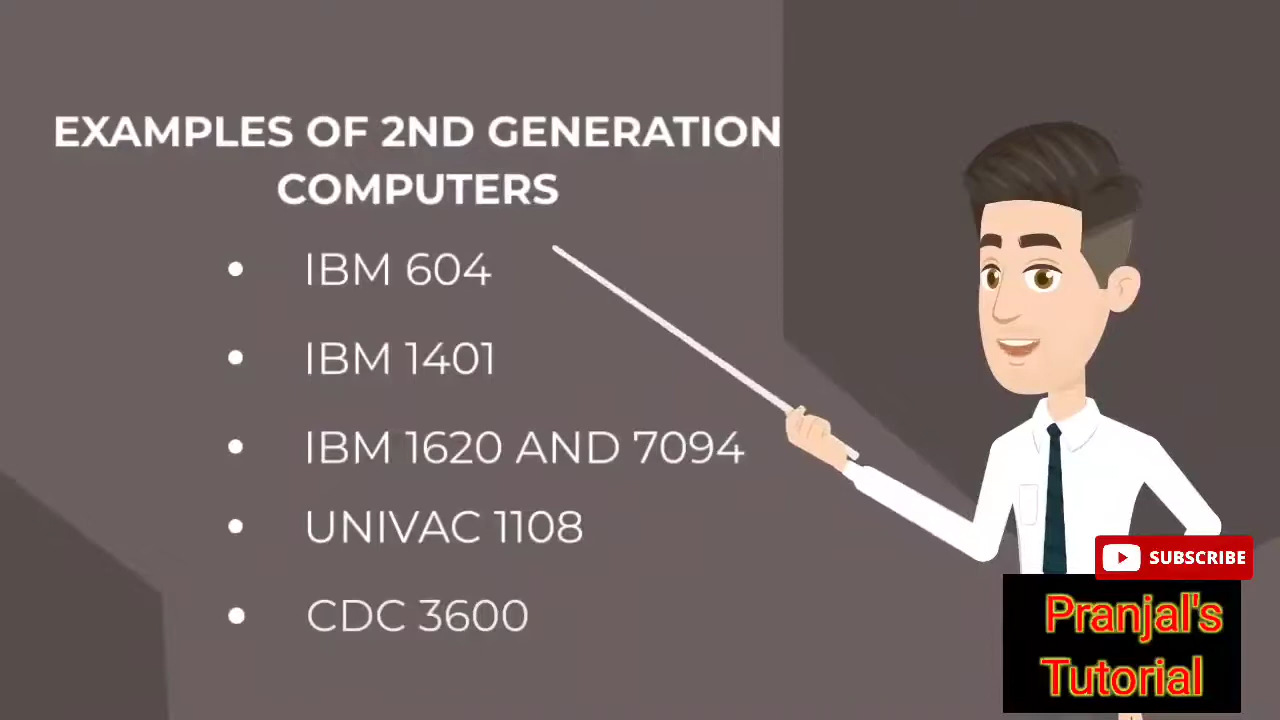 EXAMPLES OF 2ND GENERATION
COMPUTERS
• IBM 604
• IBM 1401
• IBM 1620 AND 7094
• UNIVAC 1108
• CDC 3600
SUBSCRIBE
Pranjal's
Tutorial